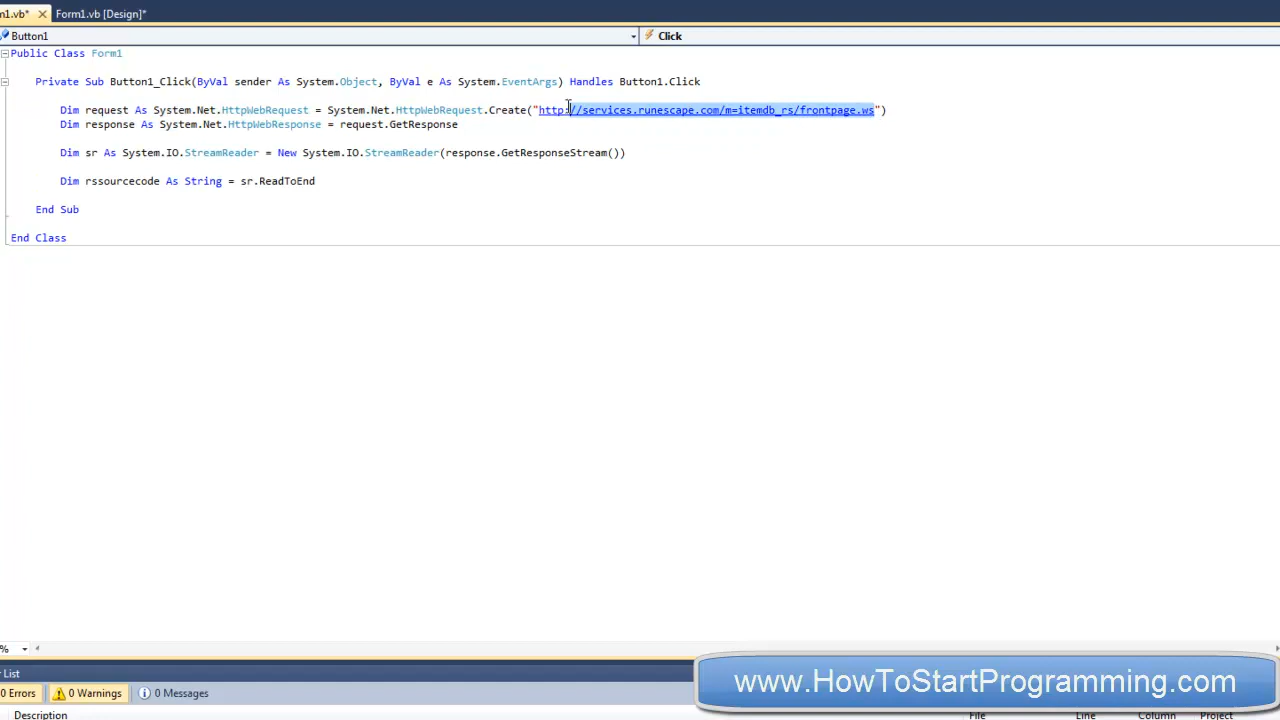 m1.vb* Form1.vb [Design]*
Button1 Click
Public Class Form1
Private Sub Button1_Click(ByVal sender As System.Object, ByVal e As System.EventArgs) Handles Button1.Click
Dim request As System.Net.HttpWebRequest = System.Net.HttpWebRequest.Create("http://services.runescape.com/m=itemdb_rs/frontpage.ws")
Dim response As System.Net.HttpWebResponse = request.GetResponse
Dim sr As System.IO.StreamReader = New System.IO.StreamReader(response.GetResponseStream())
Dim rssourcecode As String = sr.ReadToEnd
End Sub
End Class
%
List
0 Errors 0 Warnings 0 Messages
www.HowToStartProgramming.com
Description File Line Column Project